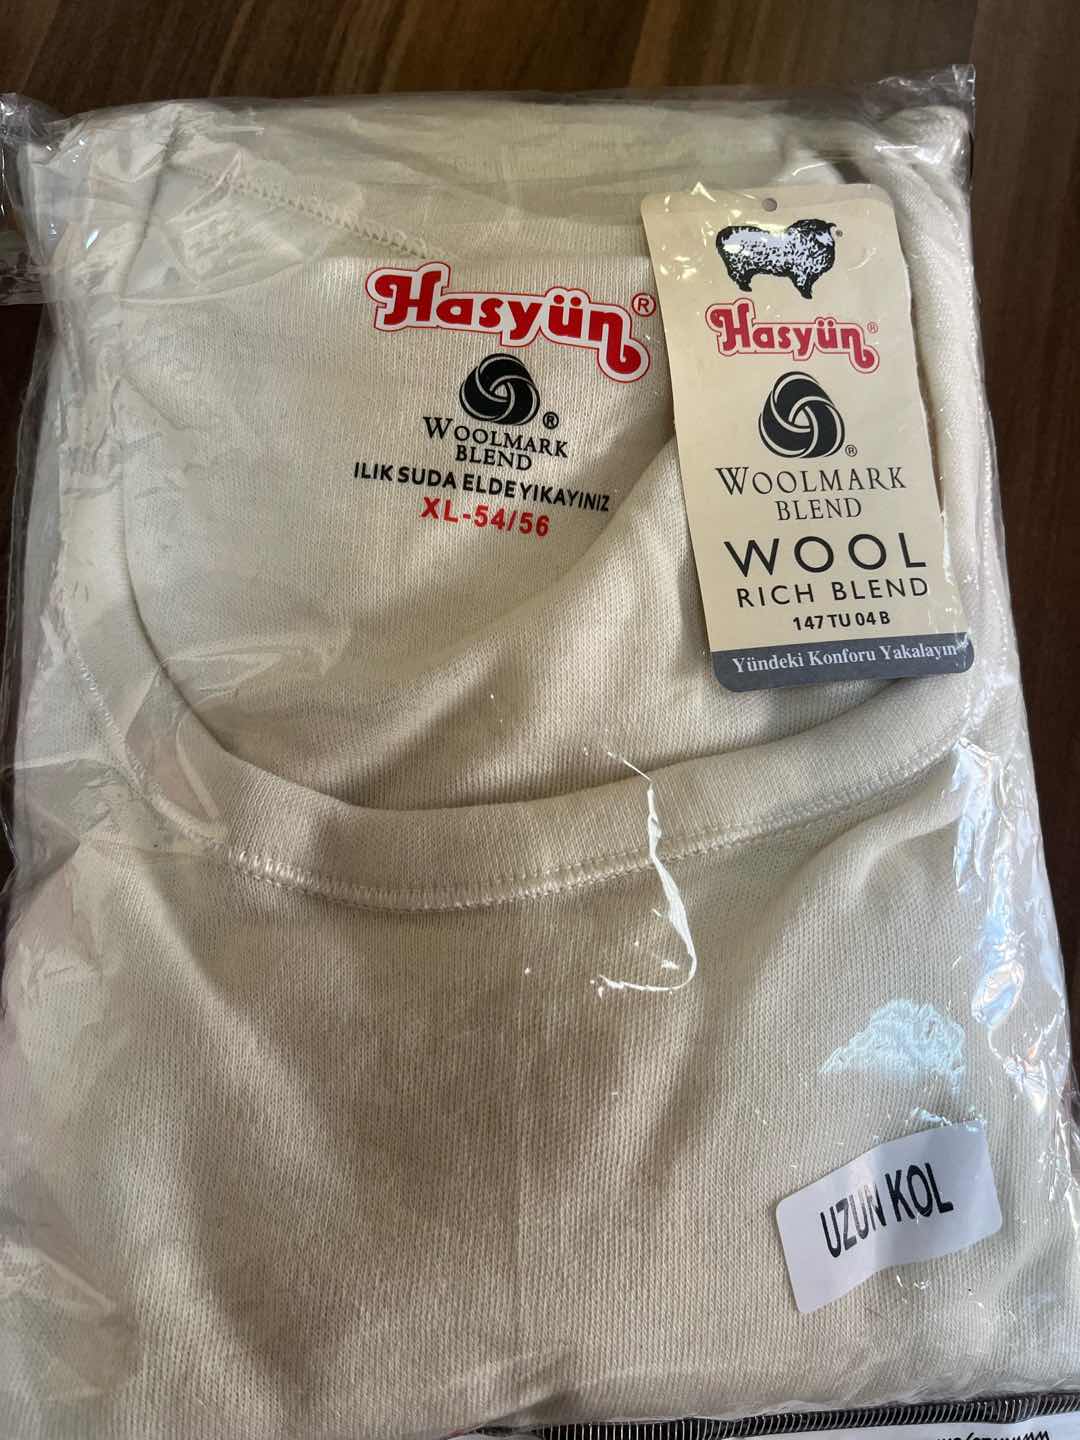 Hasyün®
WOOLMARK
BLEND
ILIK SUDA ELDE YIKAYINIZ
XL-54/56
Hasyün®
WOOLMARK
BLEND
WOOL
RICH BLEND
147 TU 04 B
Yündeki Konforu Yakalayın
UZUN KOL